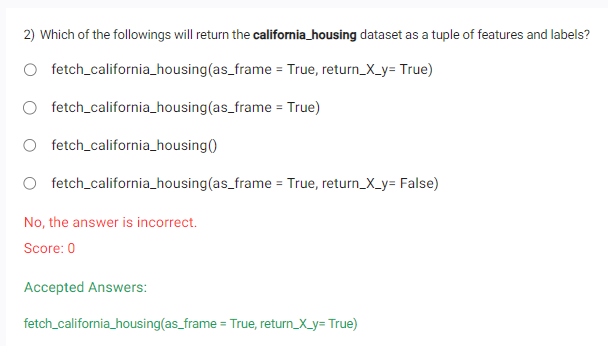 2) Which of the followings will return the california_housing dataset as a tuple of features and labels?
fetch_california_housing(as_frame = True, return_X_y= True)
fetch_california_housing(as_frame = True)
fetch_california_housing()
fetch_california_housing(as_frame = True, return_X_y= False)
No, the answer is incorrect.
Score: 0
Accepted Answers:
fetch_california_housing(as_frame = True, return_X_y= True)